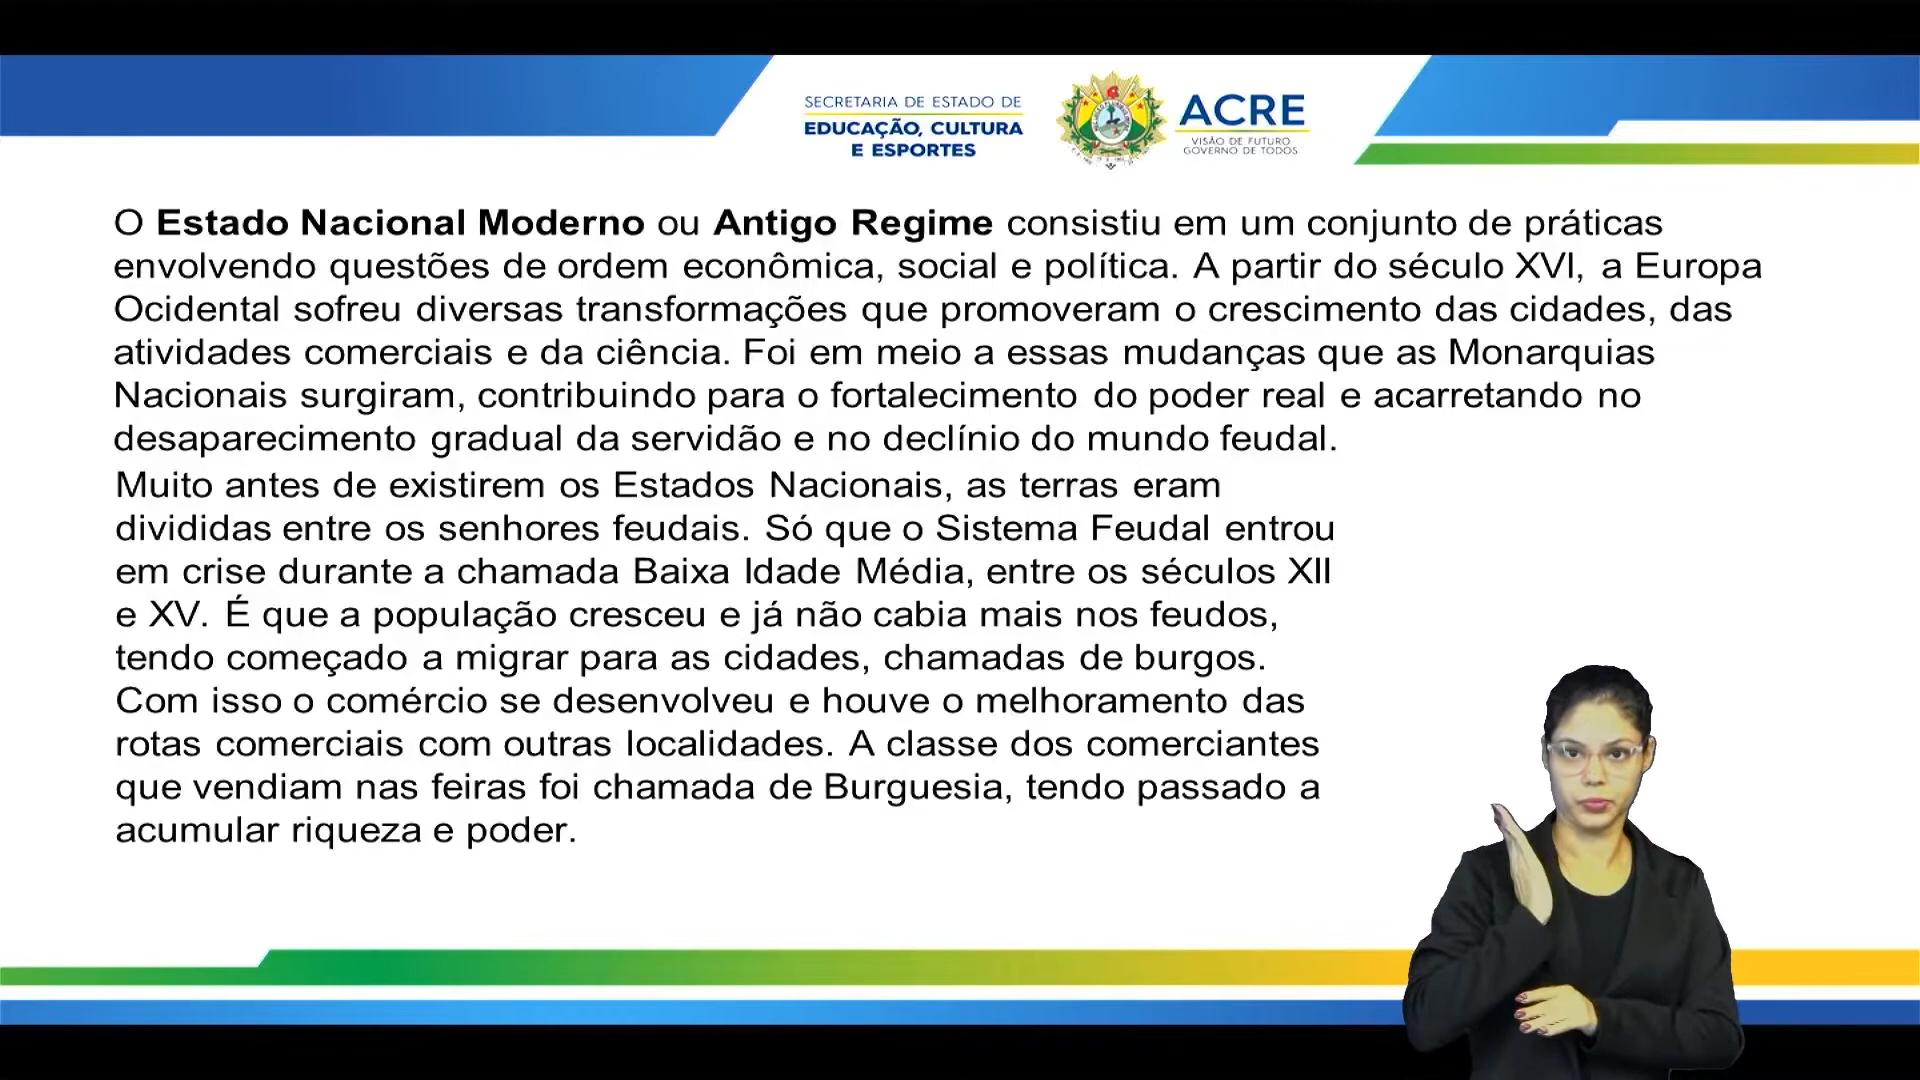 SECRETARIA DE ESTADO DE
EDUCAÇÃO, CULTURA
E ESPORTES
ACRE
VISÃO DE FUTURO
GOVERNO DE TODOS
O Estado Nacional Moderno ou Antigo Regime consistiu em um conjunto de práticas
envolvendo questões de ordem econômica, social e política. A partir do século XVI, a Europa
Ocidental sofreu diversas transformações que promoveram o crescimento das cidades, das
atividades comerciais e da ciência. Foi em meio a essas mudanças que as Monarquias
Nacionais surgiram, contribuindo para o fortalecimento do poder real e acarretando no
desaparecimento gradual da servidão e no declínio do mundo feudal.
Muito antes de existirem os Estados Nacionais, as terras eram
divididas entre os senhores feudais. Só que o Sistema Feudal entrou
em crise durante a chamada Baixa Idade Média, entre os séculos XII
e XV. É que a população cresceu e já não cabia mais nos feudos,
tendo começado a migrar para as cidades, chamadas de burgos.
Com isso o comércio se desenvolveu e houve o melhoramento das
rotas comerciais com outras localidades. A classe dos comerciantes
que vendiam nas feiras foi chamada de Burguesia, tendo passado a
acumular riqueza e poder.